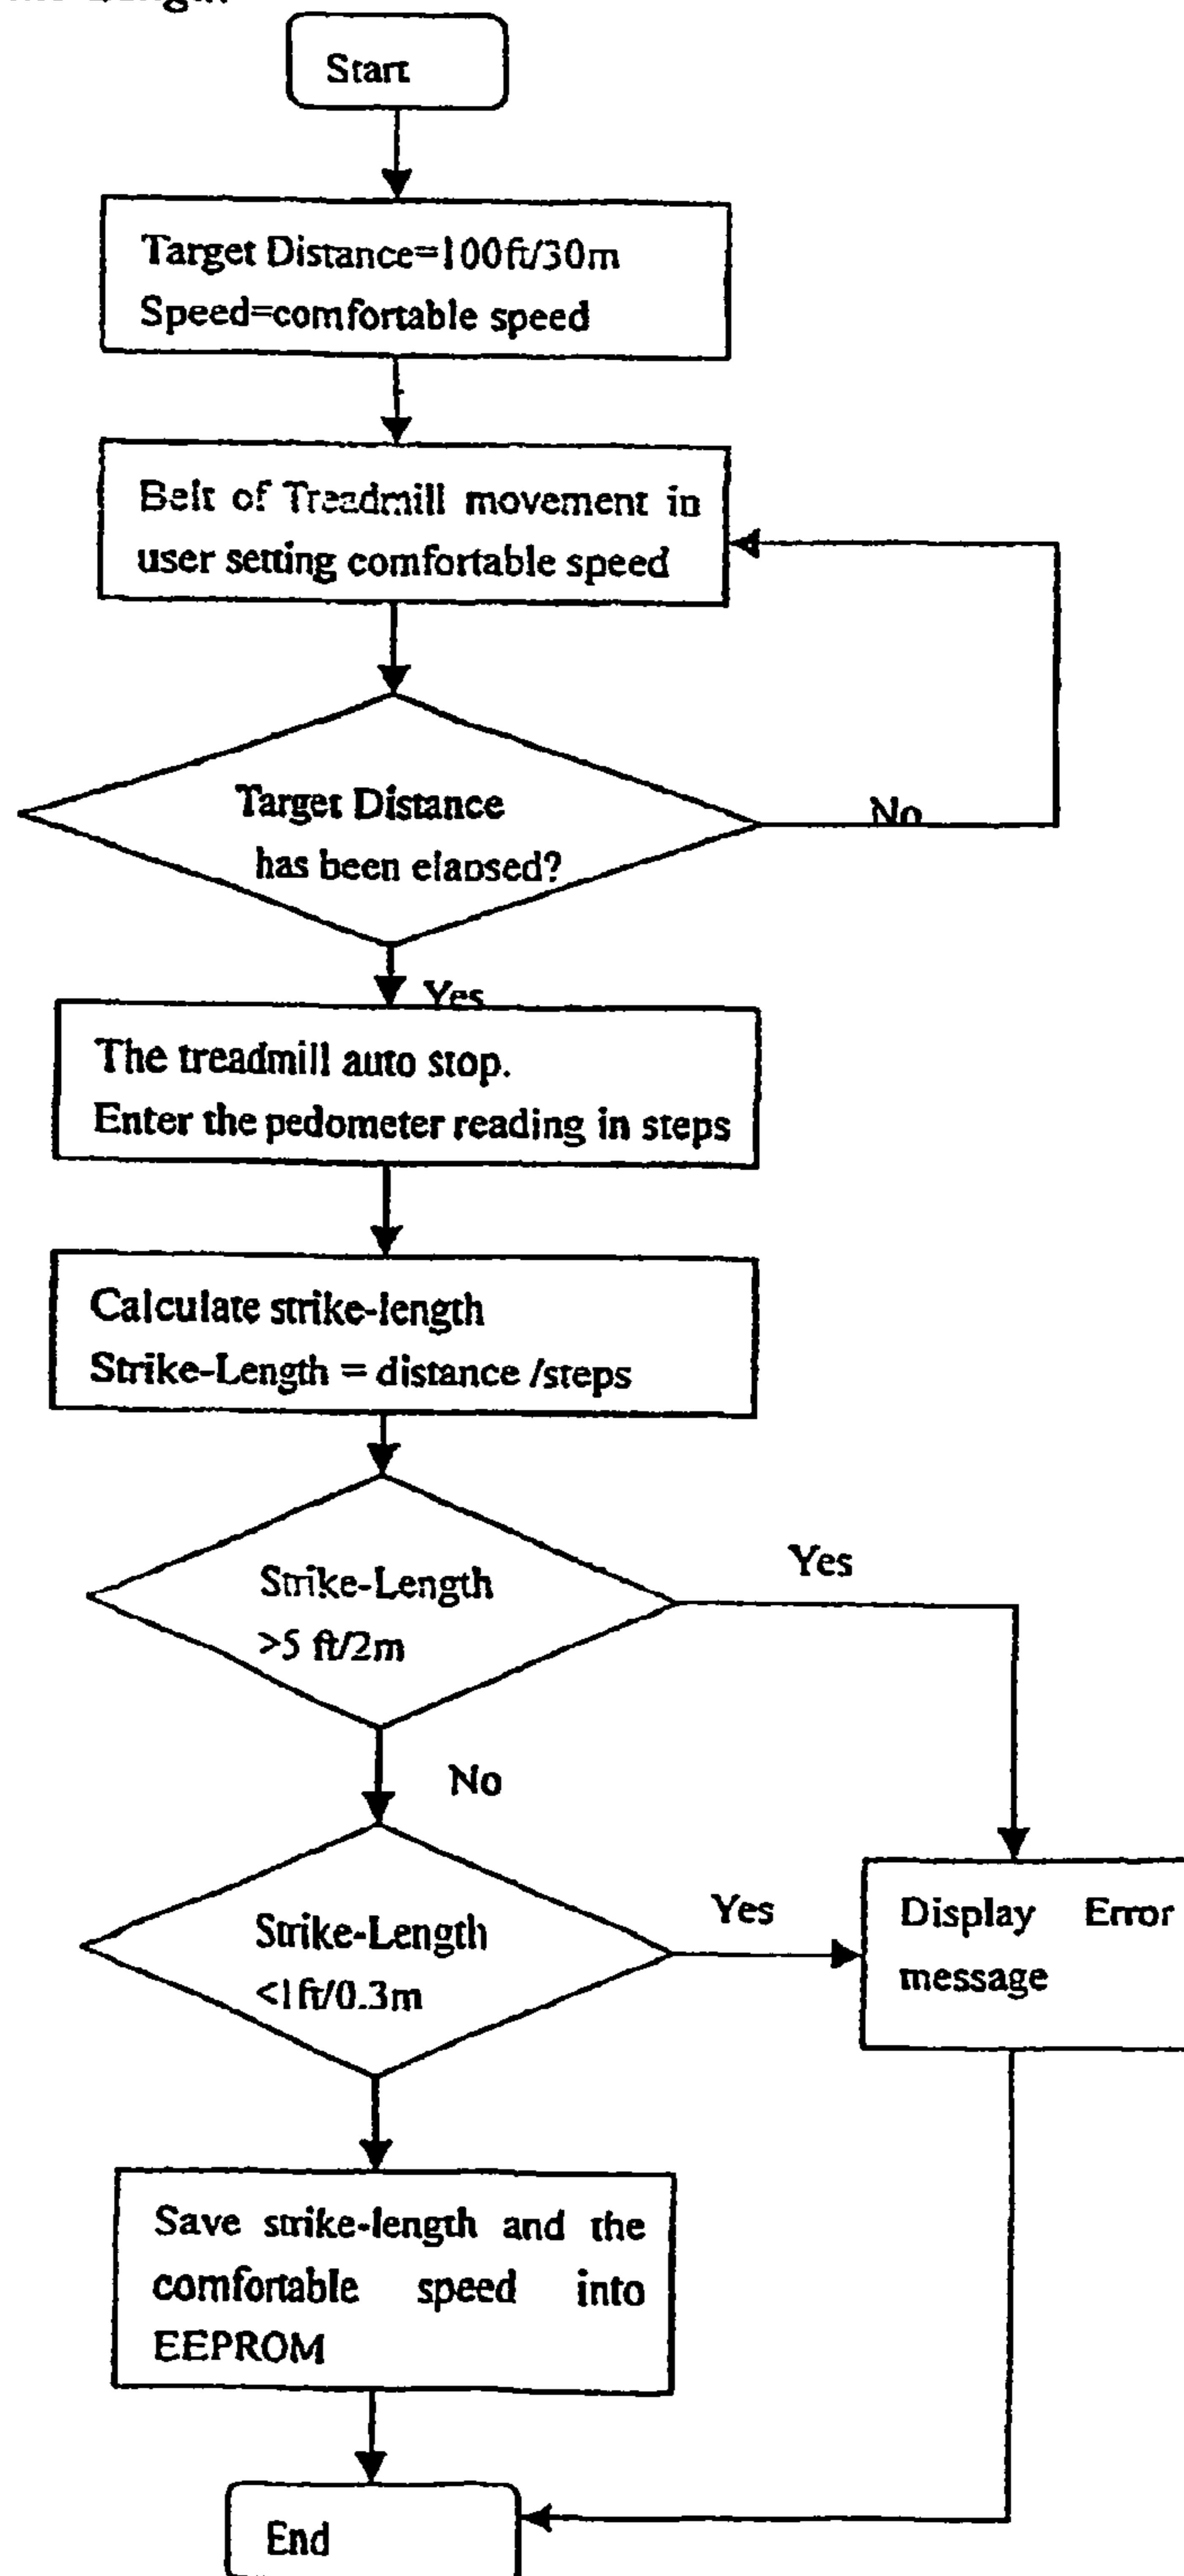 Start
Target Distance=100ft/30m
Speed=comfortable speed
Belt of Treadmill movement in
user setting comfortable speed
Target Distance
has been elapsed?
No
Yes
The treadmill auto stop.
Enter the pedometer reading in steps
Calculate strike-length
Strike-Length = distance /steps
Strike-Length
>5 ft/2m
Yes
No
Strike-Length
<1ft/0.3m
Yes
Display Error
message
Save strike-length and the
comfortable speed into
EEPROM
End